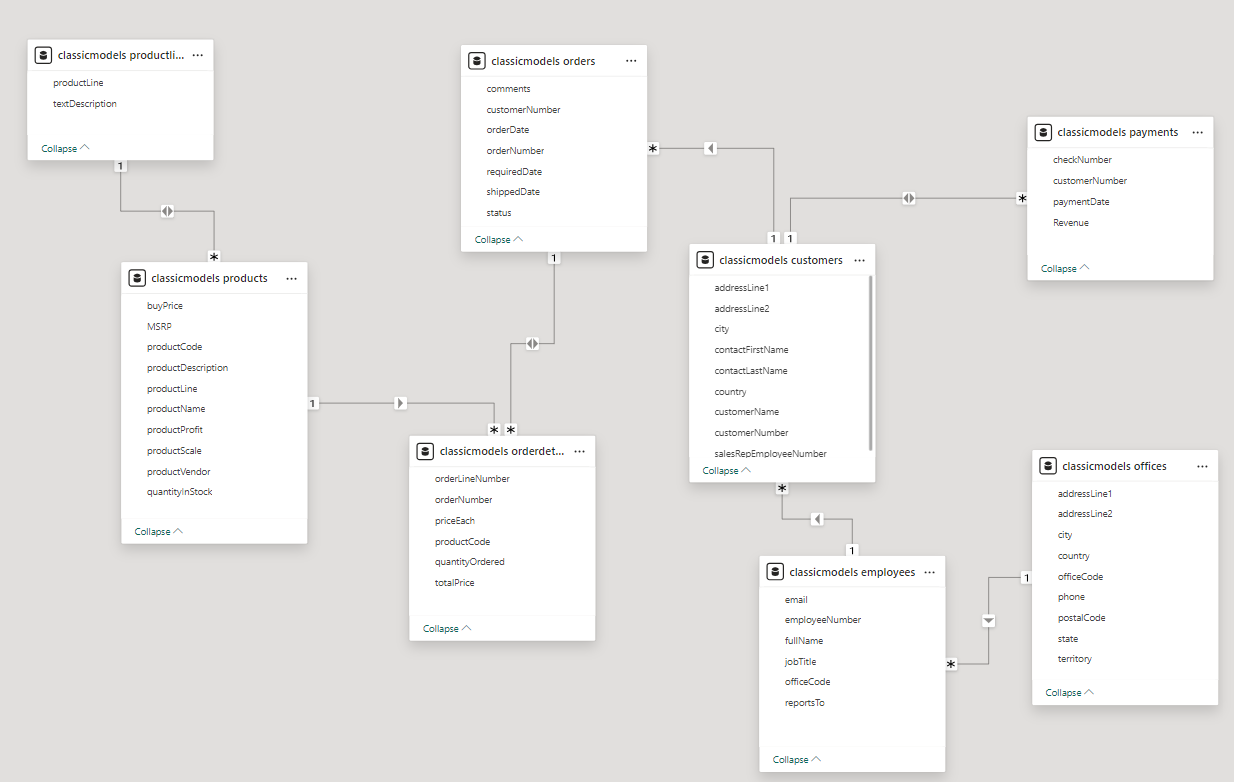 classicmodels productli... ...
productLine
textDescription
Collapse
1
*
classicmodels products ...
buyPrice
MSRP
productCode
productDescription
productLine
productName
productProfit
productScale
productVendor
quantityInStock
Collapse
1
*
classicmodels orders ...
comments
customerNumber
orderDate
orderNumber
requiredDate
shippedDate
status
Collapse
1
*
classicmodels orderdet... ...
orderLineNumber
orderNumber
priceEach
productCode
quantityOrdered
totalPrice
Collapse
*
1
1
*
classicmodels customers ...
addressLine1
addressLine2
city
contactFirstName
contactLastName
country
customerName
customerNumber
salesRepEmployeeNumber
Collapse
*
1
classicmodels payments ...
checkNumber
customerNumber
paymentDate
Revenue
Collapse
classicmodels employees ...
email
employeeNumber
fullName
jobTitle
officeCode
reportsTo
Collapse
*
1
classicmodels offices ...
addressLine1
addressLine2
city
country
officeCode
phone
postalCode
state
territory
Collapse